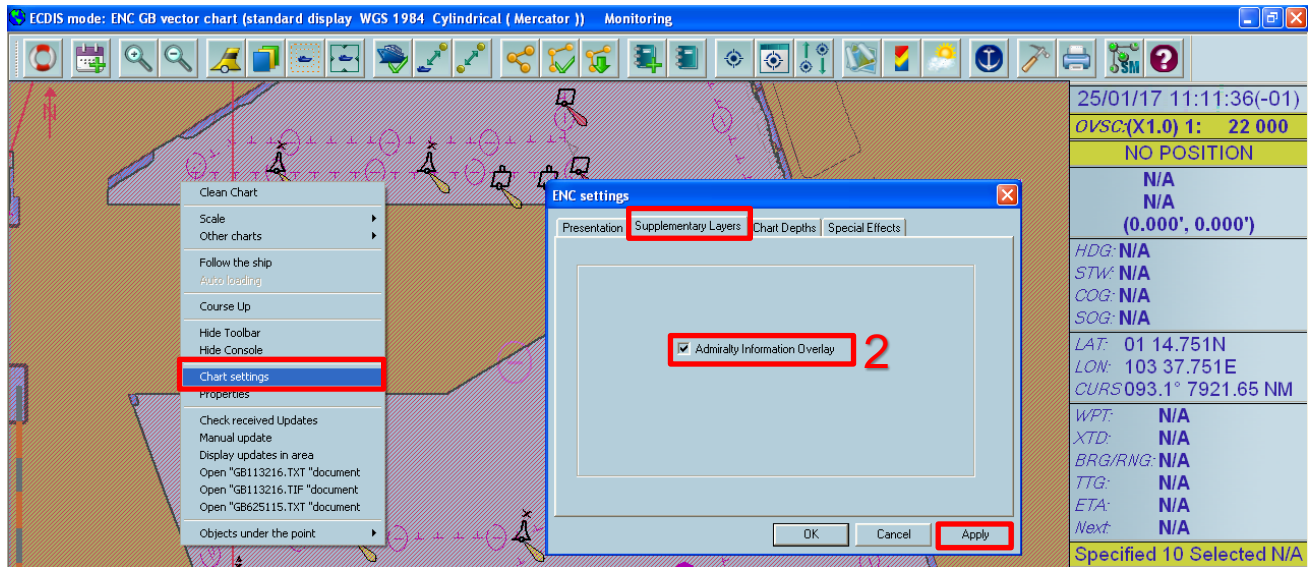 ECDIS mode: ENC GB vector chart (standard display WGS 1984 Cylindrical ( Mercator )) Monitoring
SM
25/01/17 11:11:36(-01)
OVSC:(X1.0) 1: 22 000
NO POSITION
N/A
N/A
(0.000', 0.000')
HDG: N/A
STW: N/A
COG: N/A
SOG: N/A
LAT: 01 14.751N
LON: 103 37.751E
CURS 093.1° 7921.65 NM
WPT: N/A
XTD: N/A
BRG/RNG: N/A
TTG: N/A
ETA: N/A
Next: N/A
Specified 10 Selected N/A
N
Clean Chart
Scale
Other charts
Follow the ship
Auto loading
Course Up
Hide Toolbar
Hide Console
Chart settings
Properties
Check received Updates
Manual update
Display updates in area
Open "GB113216.TXT "document
Open "GB113216.TIF "document
Open "GB625115.TXT "document
Objects under the point
ENC settings
Presentation
Supplementary Layers
Chart Depths
Special Effects
Admiralty Information Overlay
2
OK
Cancel
Apply